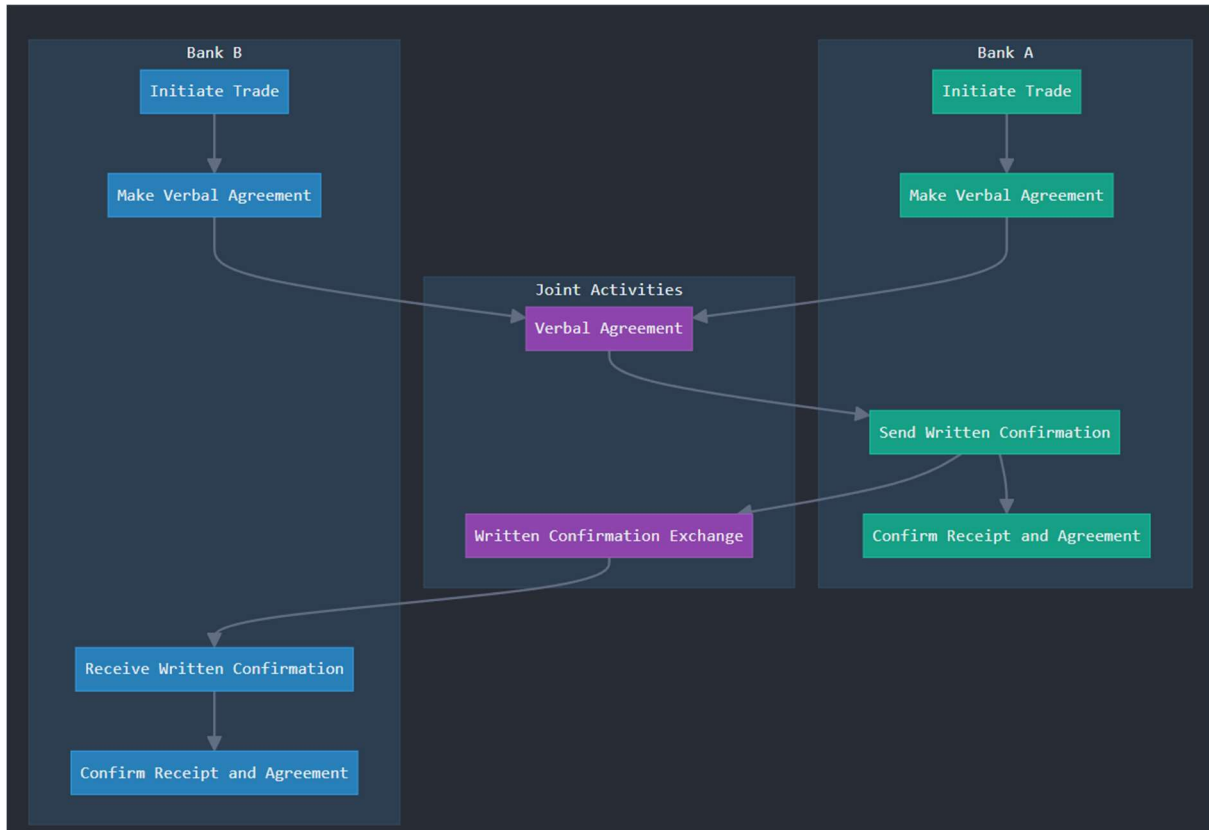 Bank B
Bank A
Initiate Trade
Initiate Trade
Make Verbal Agreement
Make Verbal Agreement
Joint Activities
Verbal Agreement
Send Written Confirmation
Written Confirmation Exchange
Confirm Receipt and Agreement
Receive Written Confirmation
Confirm Receipt and Agreement